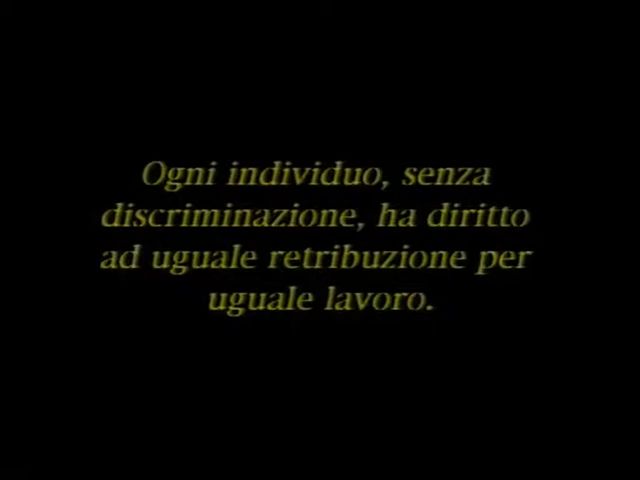 Ogni individuo, senza
discriminazione, ha diritto
ad uguale retribuzione per
uguale lavoro.